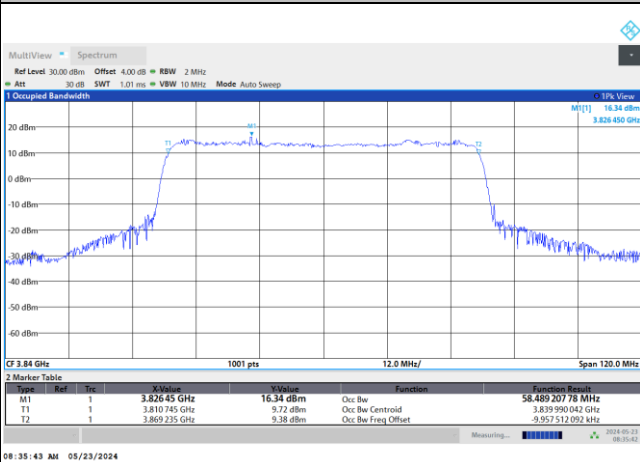 MultiView Spectrum
Ref Level 30.00 dBm Offset 4.00 dB RBW 2 MHz
Att 30 dB SWT 1.01 ms VBW 10 MHz Mode Auto Sweep
1 Occupied Bandwidth 1Pk View
M1[1] 16.34 dBm
3.826 450 GHz
M1
20 dBm
T1 T2
10 dBm
0 dBm
-10 dBm
-20 dBm
-30 dBm
-40 dBm
-50 dBm
-60 dBm
CF 3.84 GHz 1001 pts 12.0 MHz/ Span 120.0 MHz
2 Marker Table
Type Ref Trc X-Value Y-Value Function Function Result
M1 1 3.826 45 GHz 16.34 dBm Occ Bw 58.489 207 78 MHz
T1 1 3.810 745 GHz 9.72 dBm Occ Bw Centroid 3.839 990 042 GHz
T2 1 3.869 235 GHz 9.38 dBm Occ Bw Freq Offset -9.957 512 092 kHz
Measuring... 2024-05-23
08:35:42
08:35:43 AM 05/23/2024